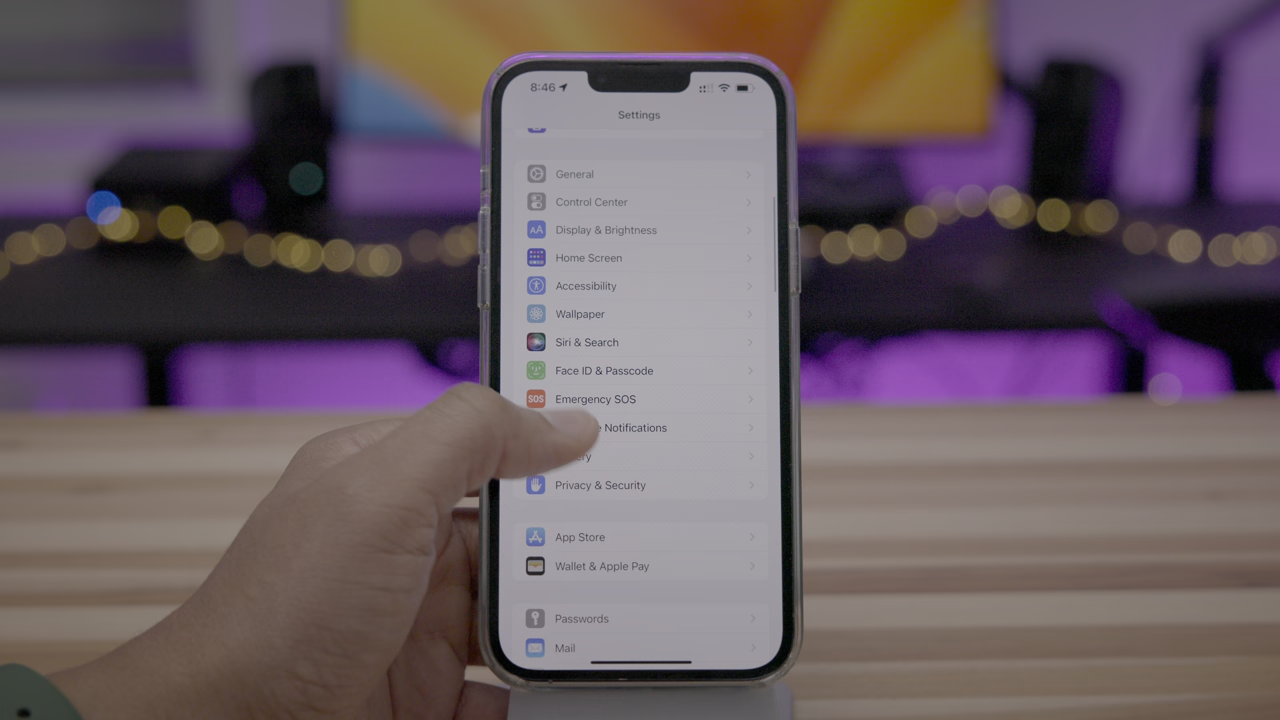 8:46
Settings
General
Control Center
AA
Display & Brightness
Home Screen
Accessibility
Wallpaper
Siri & Search
Face ID & Passcode
SOS
Emergency SOS
Notifications
Privacy & Security
App Store
Wallet & Apple Pay
Passwords
Mail